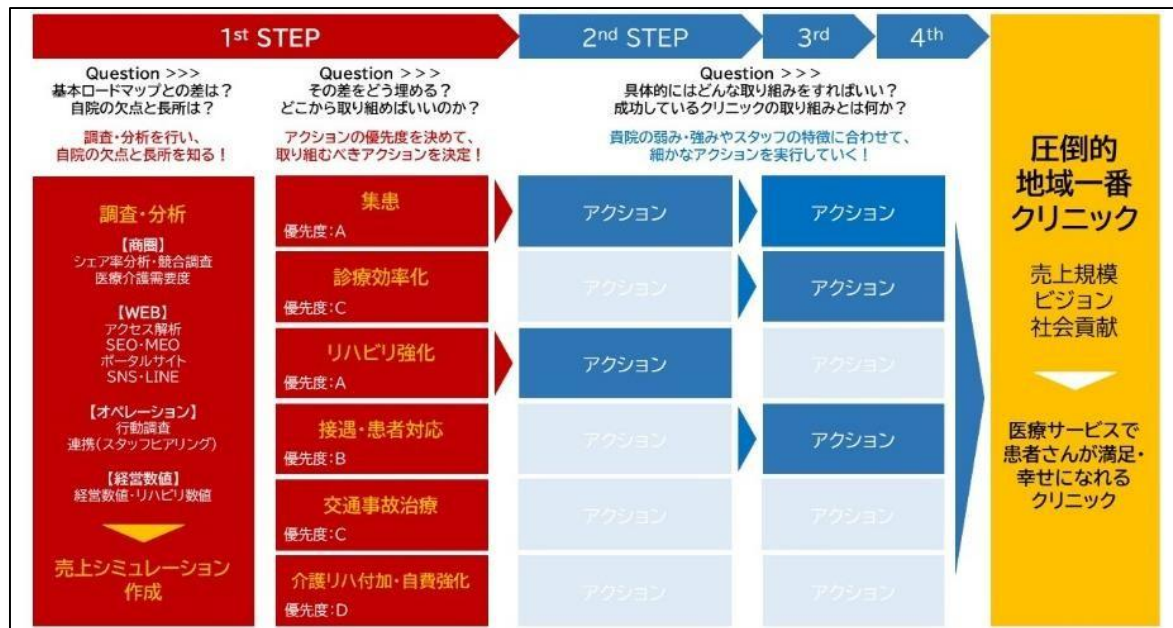 1st STEP
2nd STEP
3rd
4th
Question >>>
基本ロードマップとの差は?
自院の欠点と長所は?
調査・分析を行い、
自院の欠点と長所を知る!
Question >>>
その差をどう埋める?
どこから取り組めばいいのか?
アクションの優先度を決めて、
取り組むべきアクションを決定!
Question >>>
具体的にはどんな取り組みをすればいい?
成功しているクリニックの取り組みとは何か?
貴院の弱み・強みやスタッフの特徴に合わせて、
細かなアクションを実行していく!
調査・分析
【商圏】
シェア率分析・競合調査
医療介護需要度
【WEB】
アクセス解析
SEO・MEO
ポータルサイト
SNS・LINE
【オペレーション】
行動調査
連携(スタッフヒアリング)
【経営数値】
経営数値・リハビリ数値
売上シミュレーション
作成
集患
優先度:A
アクション
アクション
診療効率化
優先度:C
アクション
アクション
リハビリ強化
優先度:A
アクション
アクション
接遇・患者対応
優先度:B
アクション
アクション
交通事故治療
優先度:C
アクション
アクション
介護リハ付加・自費強化
優先度:D
アクション
アクション
圧倒的
地域一番
クリニック
売上規模
ビジョン
社会貢献
医療サービスで
患者さんが満足・
幸せになれる
クリニック